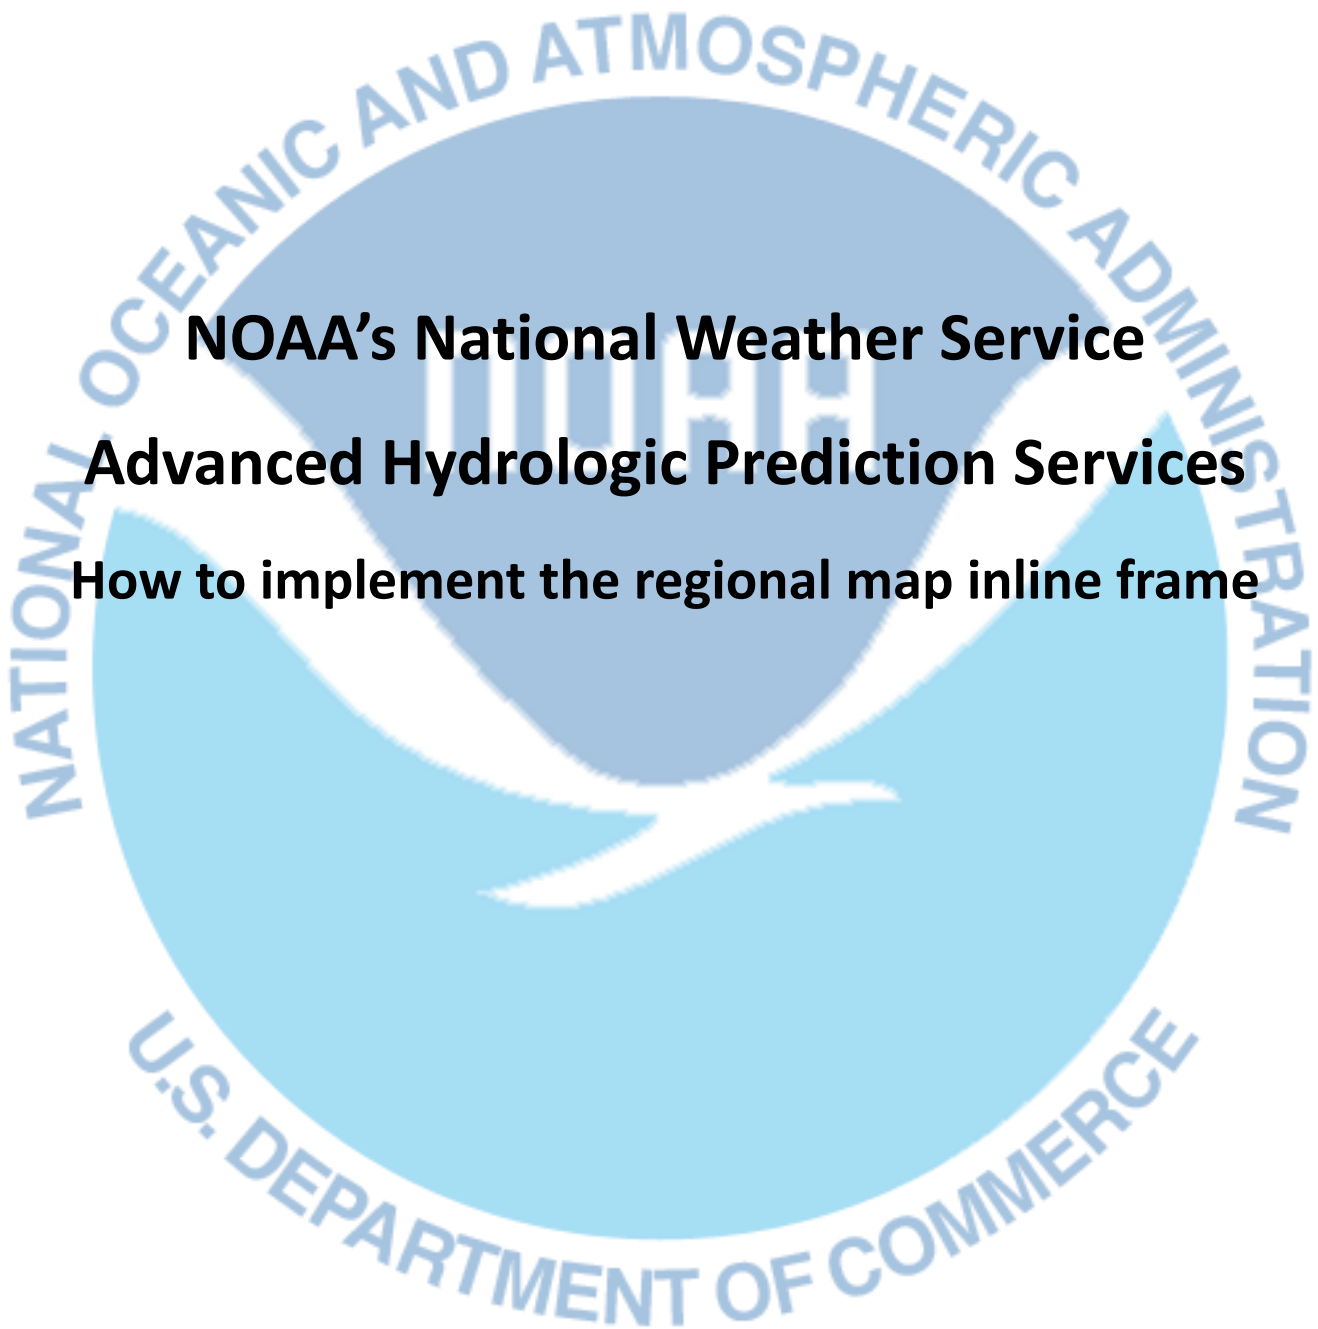 NATIONAL OCEANIC AND ATMOSPHERIC ADMINISTRATION
NOAA’s National Weather Service
NOAA
Advanced Hydrologic Prediction Services
How to implement the regional map inline frame
U.S. DEPARTMENT OF COMMERCE